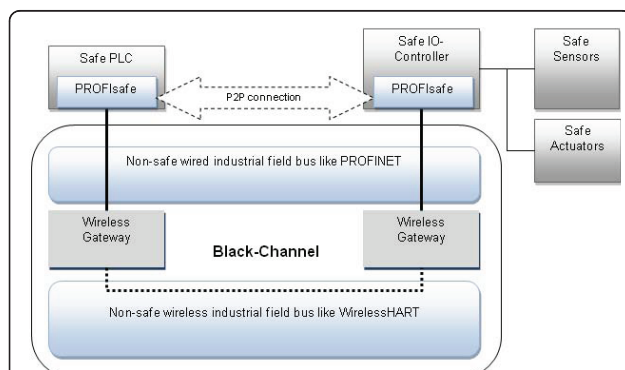 Safe PLC
PROFIsafe
P2P connection
Safe IO-
Controller
PROFIsafe
Safe
Sensors
Safe
Actuators
Non-safe wired industrial field bus like PROFINET
Wireless
Gateway
Black-Channel
Wireless
Gateway
Non-safe wireless industrial field bus like WirelessHART